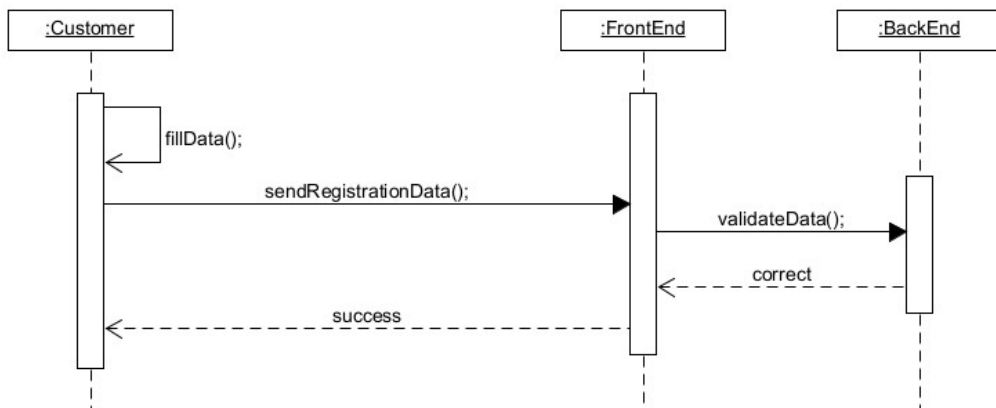 :Customer
:FrontEnd
:BackEnd
fillData();
sendRegistrationData();
validateData();
correct
success